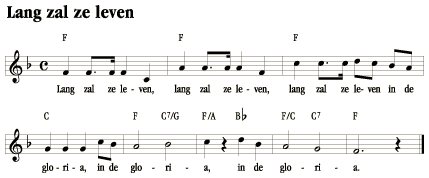 Lang zal ze leven
F F F
Lang zal ze le - ven, lang zal ze le - ven, lang zal ze le - ven in de
C F C7/G F/A B♭ F/C C7 F
glo - ri - a, in de glo - ri - a, in de glo - ri - a.